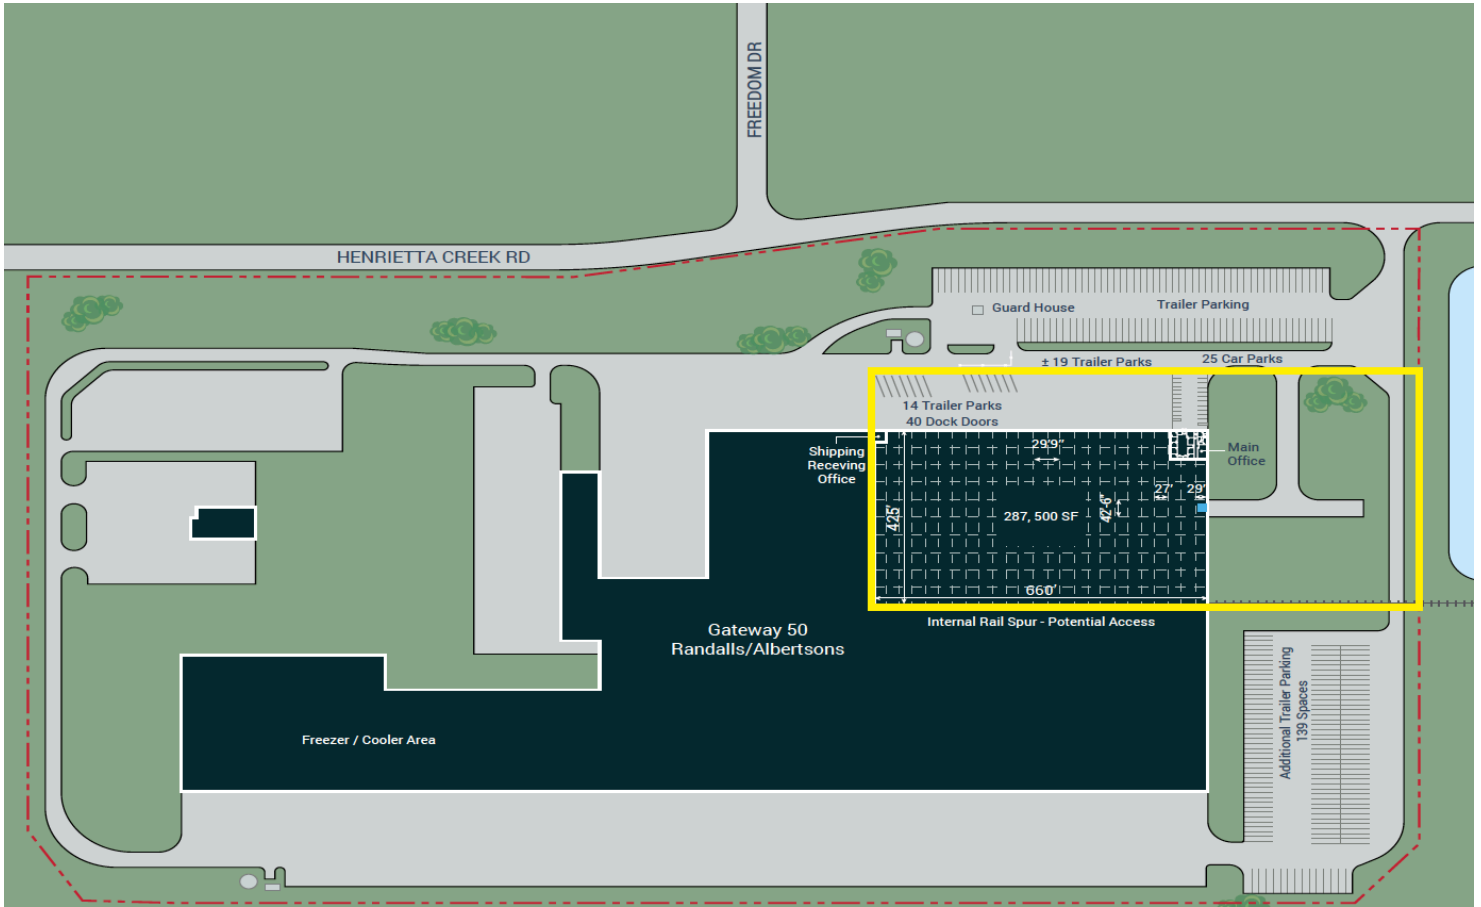 FREEDOM DR
HENRIETTA CREEK RD
Guard House
Trailer Parking
± 19 Trailer Parks
25 Car Parks
14 Trailer Parks
40 Dock Doors
Shipping
Receving
Office
29'9"
Main
Office
27'
29'
42'-6"
425'
287, 500 SF
660'
Internal Rail Spur - Potential Access
Gateway 50
Randalls/Albertsons
Additional Trailer Parking
139 Spaces
Freezer / Cooler Area